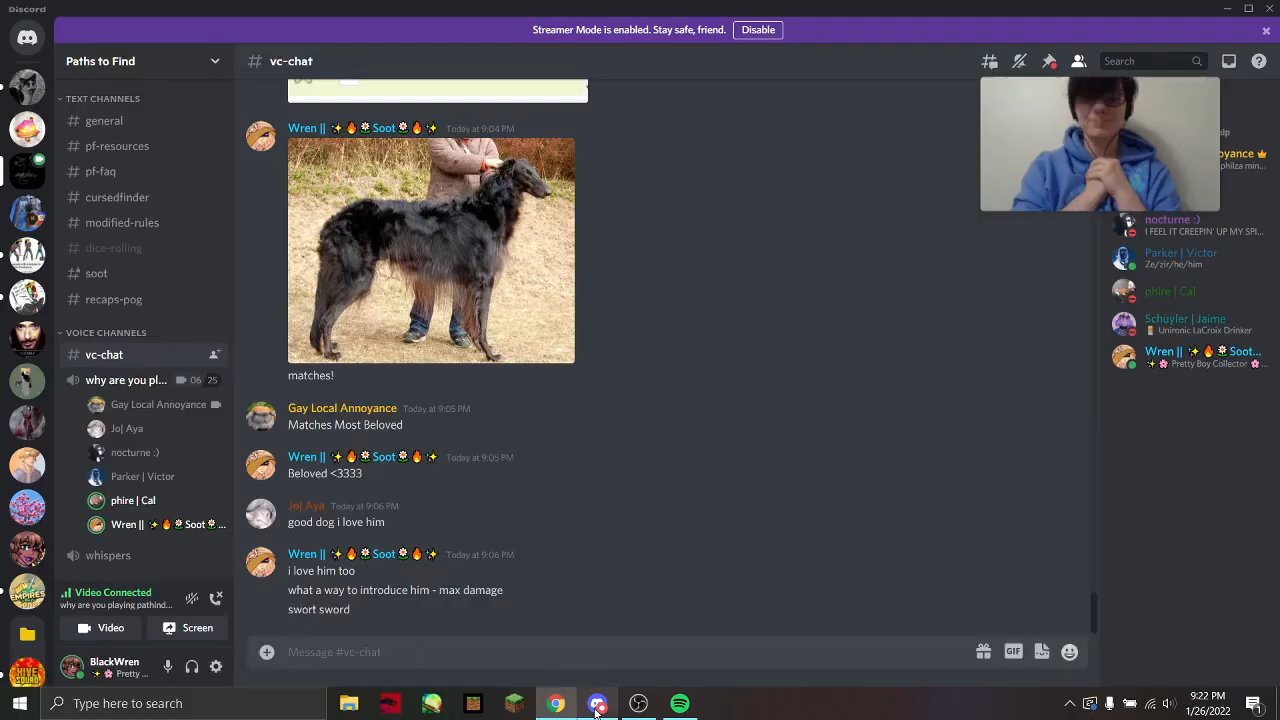 Discord
Streamer Mode is enabled. Stay safe, friend. Disable
Paths to Find
# vc-chat
Search
TEXT CHANNELS
# general
# pf-resources
# pf-faq
# cursedfinder
# modified-rules
# dice-rolling
# soot
# recaps-pog
VOICE CHANNELS
vc-chat
why are you pl... 06 25
Gay Local Annoyance
Jo| Aya
nocturne :)
Parker | Victor
phire | Cal
Wren || ✨🔥🌼Soot🌼...
whispers
Video Connected
why are you playing pathind...
Video Screen
BlackWren
✨🌸 Pretty ...
Wren || ✨🔥🌼Soot🌼🔥✨ Today at 9:04 PM
matches!
Gay Local Annoyance Today at 9:05 PM
Matches Most Beloved
Wren || ✨🔥🌼Soot🌼🔥✨ Today at 9:05 PM
Beloved <3333
Jo| Aya Today at 9:06 PM
good dog i love him
Wren || ✨🔥🌼Soot🌼🔥✨ Today at 9:06 PM
i love him too
what a way to introduce him - max damage
swort sword
Message #vc-chat
GIF
nocturne :)
I FEEL IT CREEPIN' UP MY SPI...
Parker | Victor
Ze/zir/he/him
phire | Cal
Schuyler | Jaime
Unironic LaCroix Drinker
Wren || ✨🔥🌼Soot...
✨🌸 Pretty Boy Collector 🌸...
Type here to search
9:22 PM
1/26/2022